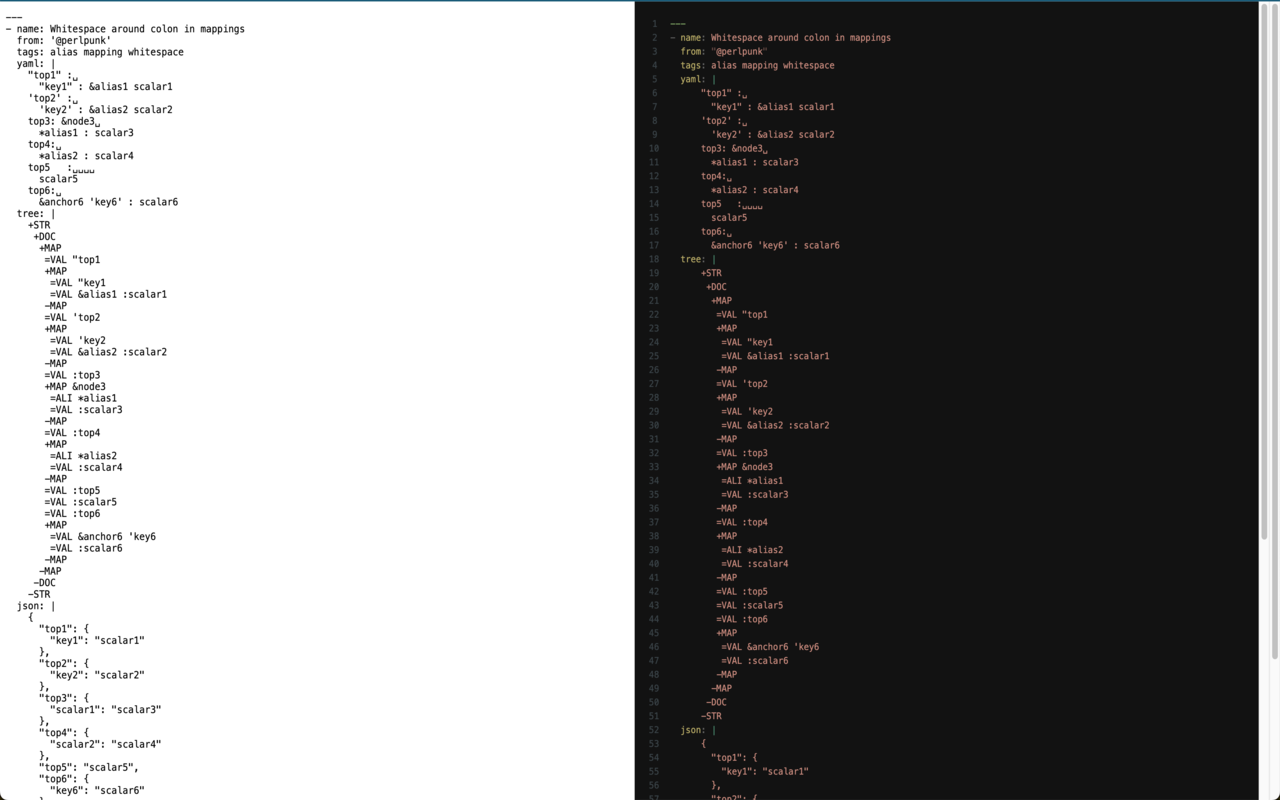 ---
- name: Whitespace around colon in mappings
  from: '@perlpunk'
  tags: alias mapping whitespace
  yaml: |
    "top1" :␣
      "key1" : &alias1 scalar1
    'top2' :␣
      'key2' : &alias2 scalar2
    top3: &node3␣
      *alias1 : scalar3
    top4:␣
      *alias2 : scalar4
    top5   :␣␣␣␣
      scalar5
    top6:␣
      &anchor6 'key6' : scalar6
  tree: |
    +STR
     +DOC
      +MAP
       =VAL "top1
       +MAP
        =VAL "key1
        =VAL &alias1 :scalar1
       -MAP
       =VAL 'top2
       +MAP
        =VAL 'key2
        =VAL &alias2 :scalar2
       -MAP
       =VAL :top3
       +MAP &node3
        =ALI *alias1
        =VAL :scalar3
       -MAP
       =VAL :top4
       +MAP
        =ALI *alias2
        =VAL :scalar4
       -MAP
       =VAL :top5
       =VAL :scalar5
       =VAL :top6
       +MAP
        =VAL &anchor6 'key6
        =VAL :scalar6
       -MAP
      -MAP
     -DOC
    -STR
  json: |
    {
      "top1": {
        "key1": "scalar1"
      },
      "top2": {
        "key2": "scalar2"
      },
      "top3": {
        "scalar1": "scalar3"
      },
      "top4": {
        "scalar2": "scalar4"
      },
      "top5": "scalar5",
      "top6": {
        "key6": "scalar6"
1 ---
2 - name: Whitespace around colon in mappings
3   from: "@perlpunk"
4   tags: alias mapping whitespace
5   yaml: |
6       "top1" :␣
7         "key1" : &alias1 scalar1
8       'top2' :␣
9         'key2' : &alias2 scalar2
10       top3: &node3␣
11         *alias1 : scalar3
12       top4:␣
13         *alias2 : scalar4
14       top5   :␣␣␣␣
15         scalar5
16       top6:␣
17         &anchor6 'key6' : scalar6
18   tree: |
19       +STR
20        +DOC
21         +MAP
22          =VAL "top1
23          +MAP
24           =VAL "key1
25           =VAL &alias1 :scalar1
26          -MAP
27          =VAL 'top2
28          +MAP
29           =VAL 'key2
30           =VAL &alias2 :scalar2
31          -MAP
32          =VAL :top3
33          +MAP &node3
34           =ALI *alias1
35           =VAL :scalar3
36          -MAP
37          =VAL :top4
38          +MAP
39           =ALI *alias2
40           =VAL :scalar4
41          -MAP
42          =VAL :top5
43          =VAL :scalar5
44          =VAL :top6
45          +MAP
46           =VAL &anchor6 'key6
47           =VAL :scalar6
48          -MAP
49         -MAP
50        -DOC
51       -STR
52   json: |
53       {
54         "top1": {
55           "key1": "scalar1"
56         },
57         "top2": {